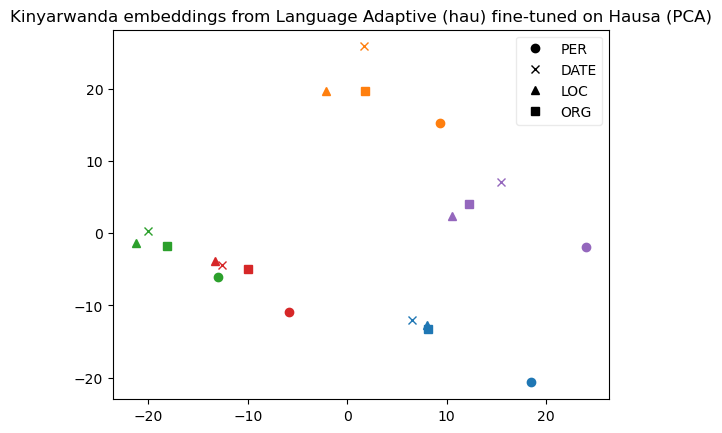 Kinyarwanda embeddings from Language Adaptive (hau) fine-tuned on Hausa (PCA)
PER
DATE
LOC
ORG
20
10
0
−10
−20
−20
−10
0
10
20